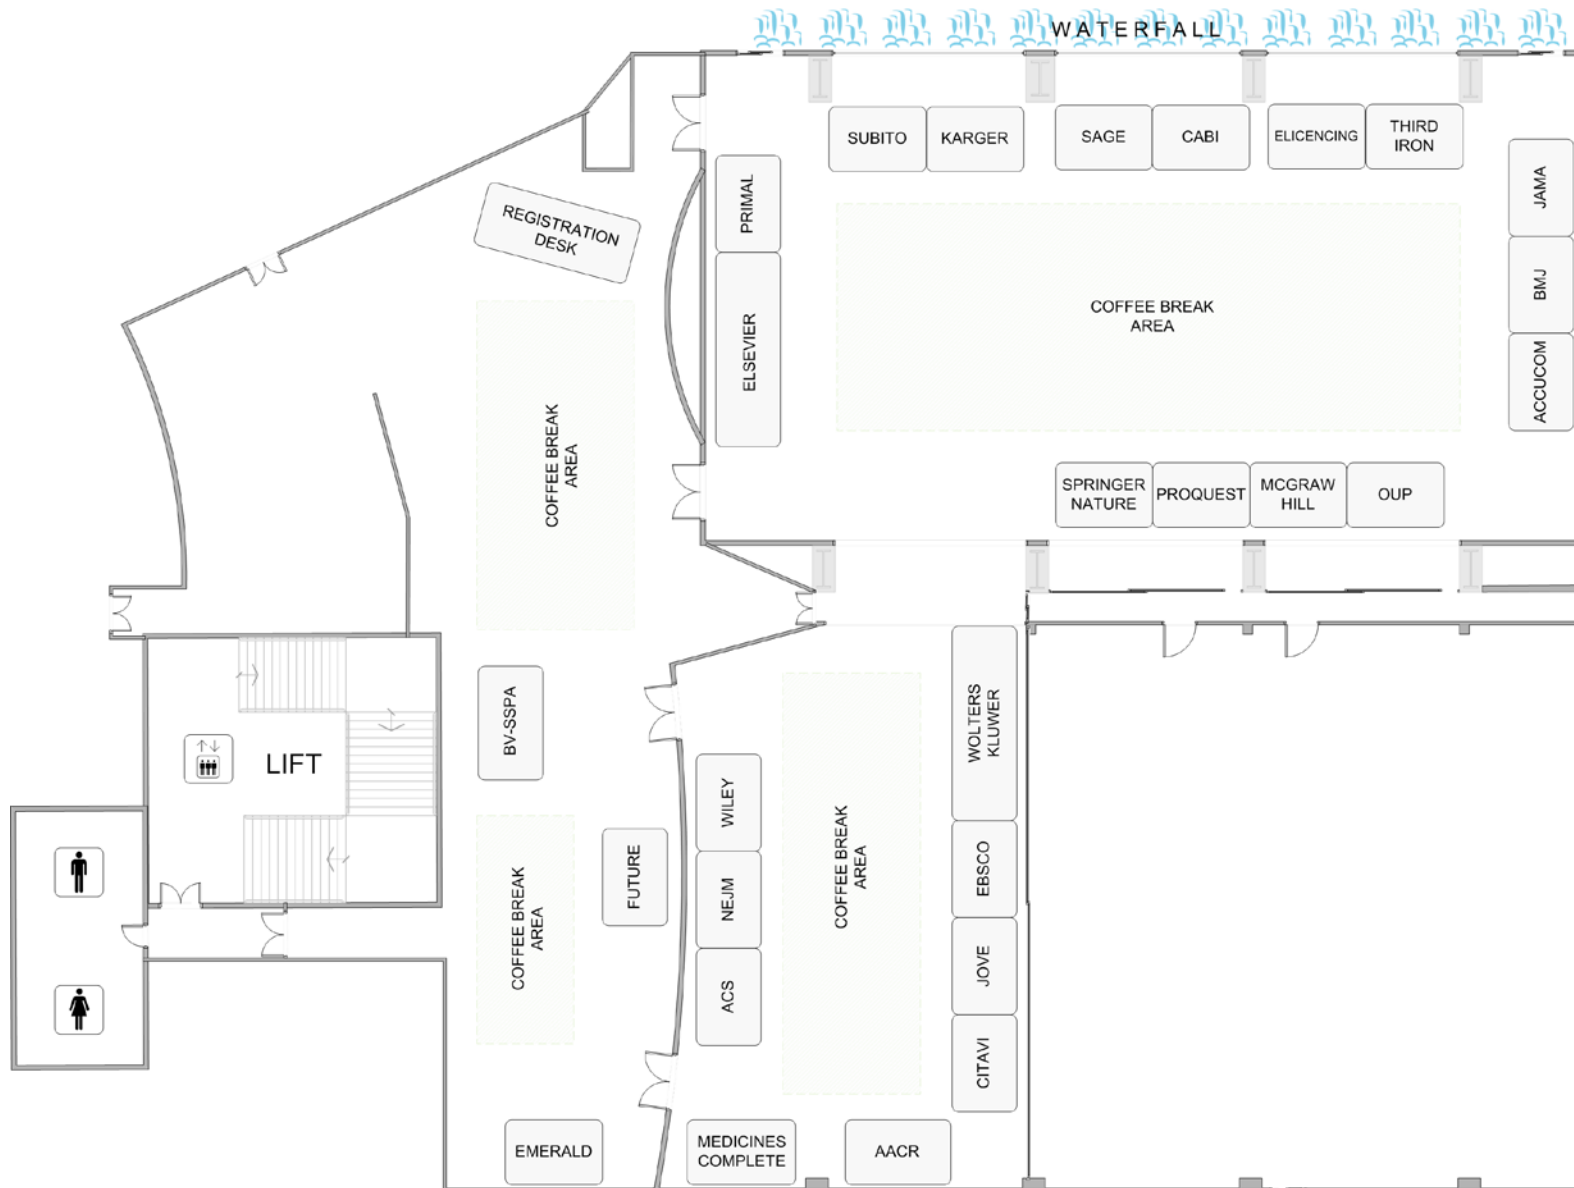 WATERFALL
SUBITO
KARGER
SAGE
CABI
ELICENCING
THIRD
IRON
PRIMAL
JAMA
REGISTRATION
DESK
ELSEVIER
COFFEE BREAK
AREA
BMJ
ACCUCOM
COFFEE BREAK
AREA
SPRINGER
NATURE
PROQUEST
MCGRAW
HILL
OUP
BV-SSPA
LIFT
WOLTERS
KLUWER
WILEY
FUTURE
NEJM
COFFEE BREAK
AREA
COFFEE BREAK
AREA
EBSCO
ACS
JOVE
CITAVI
EMERALD
MEDICINES
COMPLETE
AACR